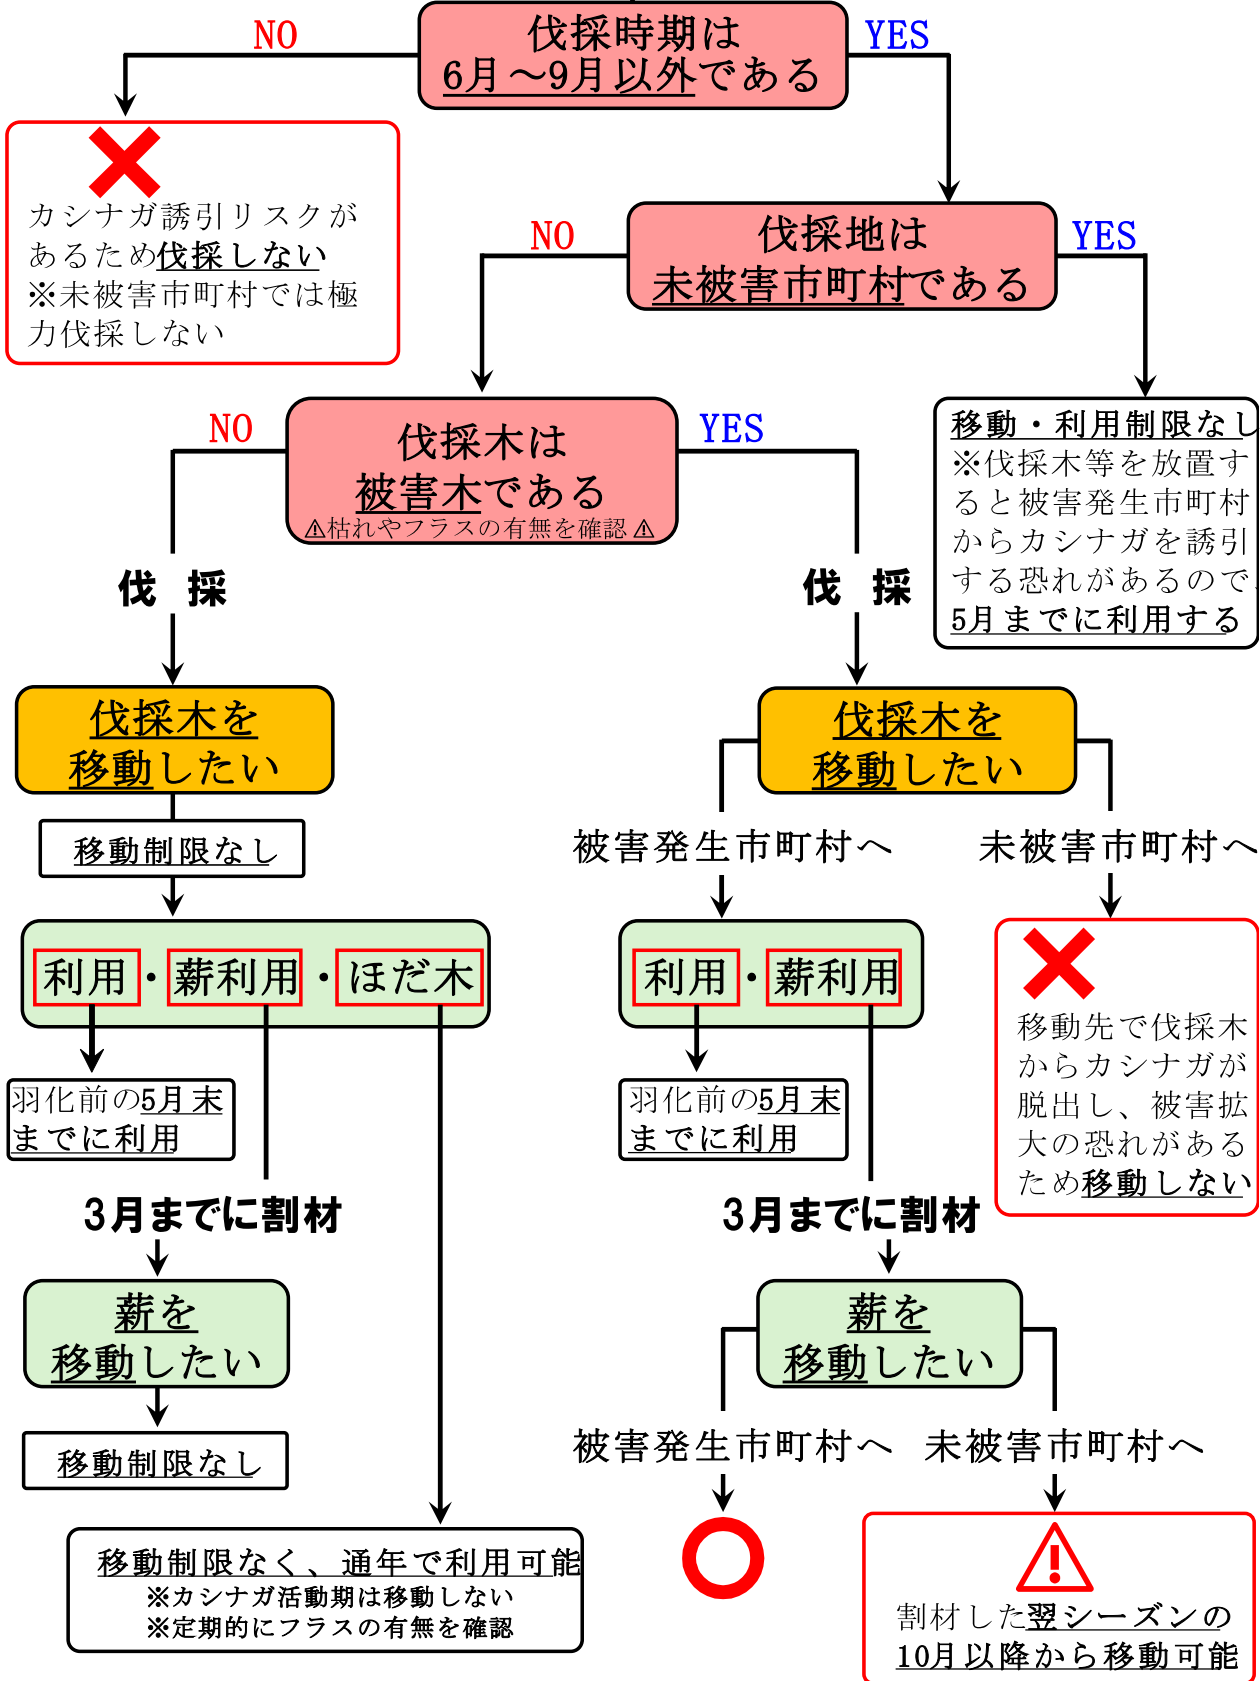 伐採時期は
6月～9月以外である
NO
YES
カシナガ誘引リスクが
あるため伐採しない
※未被害市町村では極
力伐採しない
伐採地は
未被害市町村である
NO
YES
伐採木は
被害木である
⚠枯れやフラスの有無を確認⚠
NO
YES
移動・利用制限なし
※伐採木等を放置す
ると被害発生市町村
からカシナガを誘引
する恐れがあるので、
5月までに利用する
伐 採
伐 採
伐採木を
移動したい
伐採木を
移動したい
移動制限なし
被害発生市町村へ
未被害市町村へ
利用・薪利用・ほだ木
利用・薪利用
移動先で伐採木
からカシナガが
脱出し、被害拡
大の恐れがある
ため移動しない
羽化前の5月末
までに利用
羽化前の5月末
までに利用
3月までに割材
3月までに割材
薪を
移動したい
薪を
移動したい
移動制限なし
被害発生市町村へ
未被害市町村へ
移動制限なく、通年で利用可能
※カシナガ活動期は移動しない
※定期的にフラスの有無を確認
割材した翌シーズンの
10月以降から移動可能